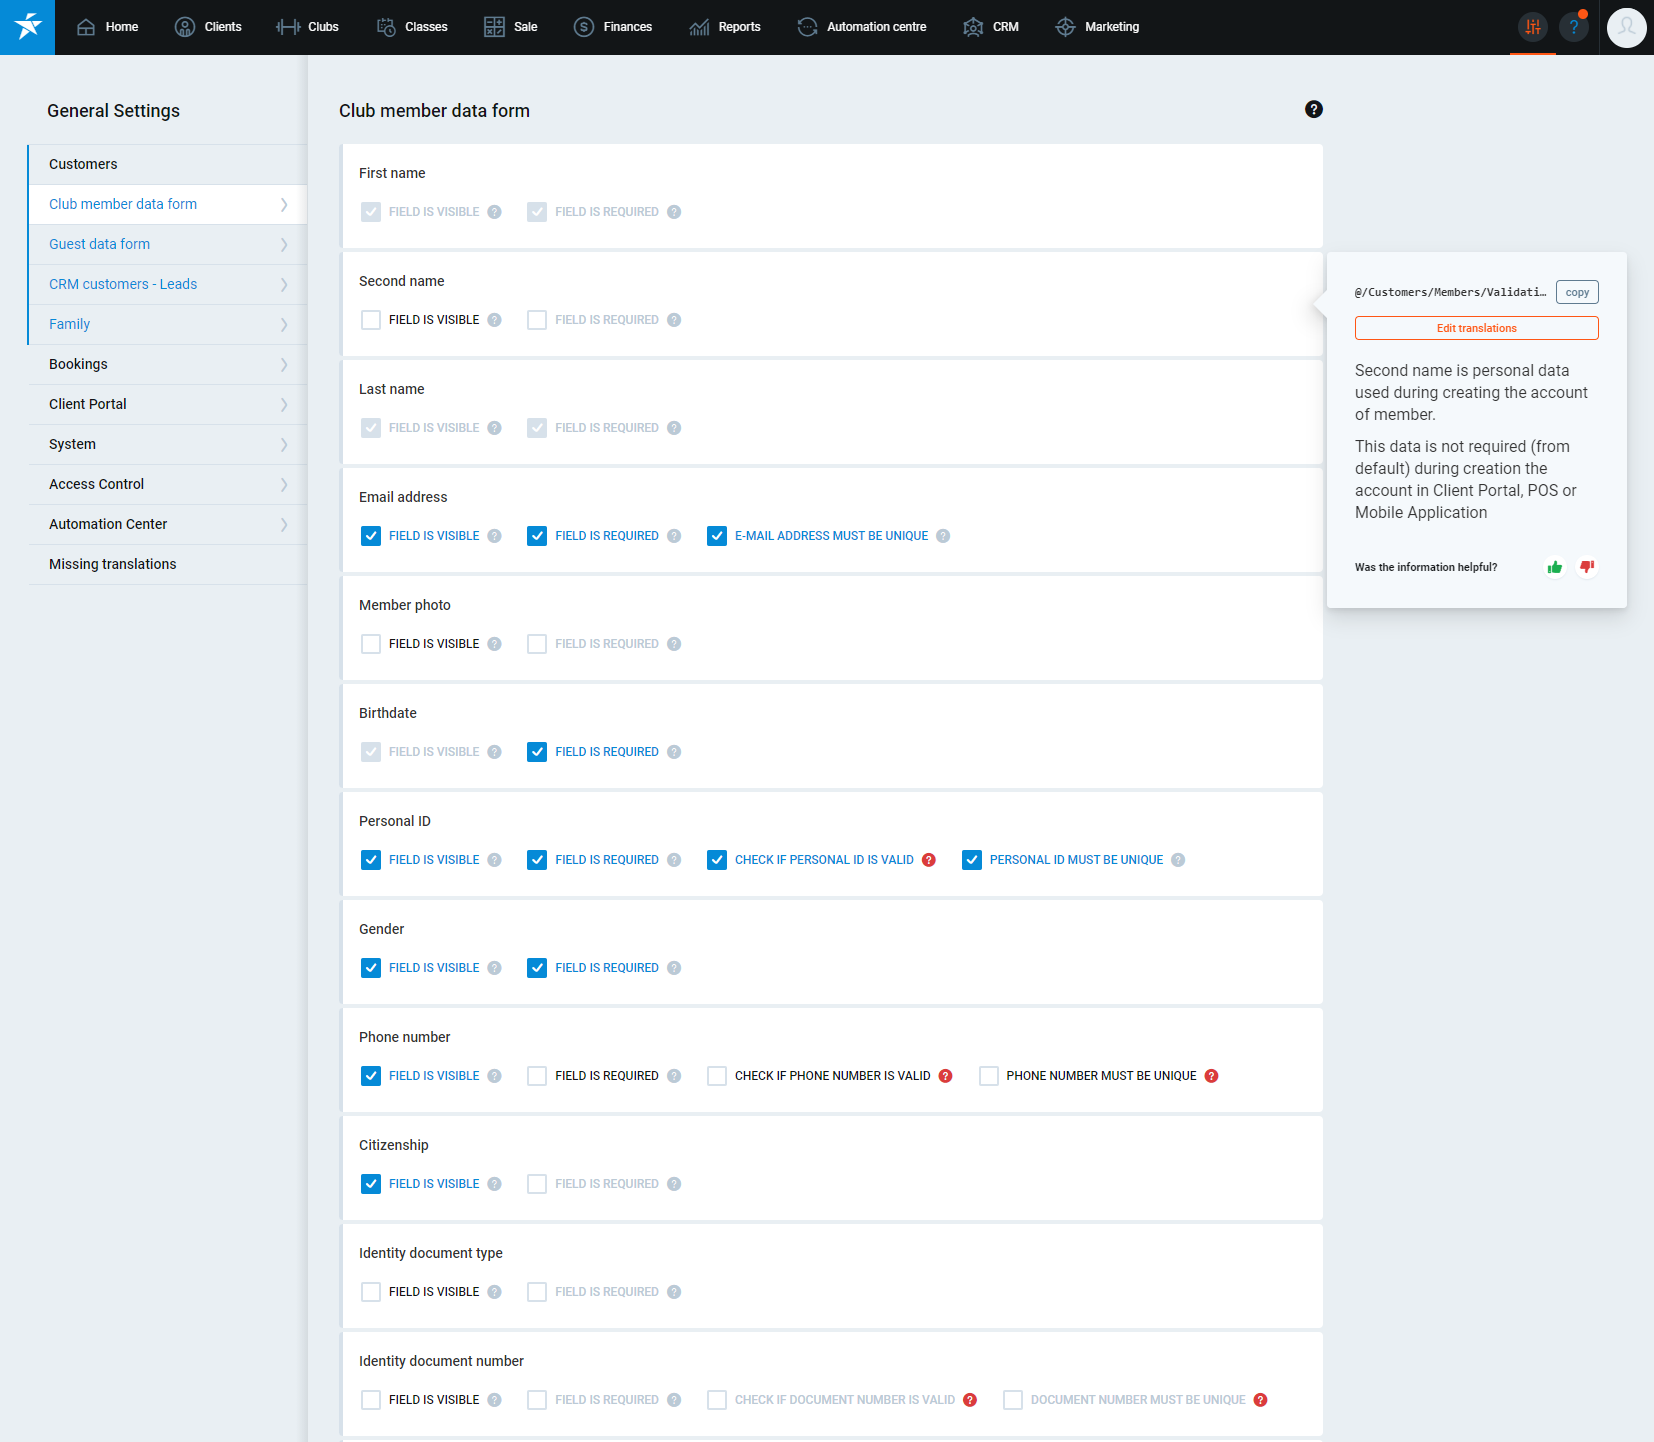 Home
Clients
Clubs
Classes
Sale
Finances
Reports
Automation centre
CRM
Marketing
General Settings
Customers
Club member data form
Guest data form
CRM customers - Leads
Family
Bookings
Client Portal
System
Access Control
Automation Center
Missing translations
Club member data form
First name
FIELD IS VISIBLE FIELD IS REQUIRED
Second name
FIELD IS VISIBLE FIELD IS REQUIRED
Last name
FIELD IS VISIBLE FIELD IS REQUIRED
Email address
FIELD IS VISIBLE FIELD IS REQUIRED E-MAIL ADDRESS MUST BE UNIQUE
Member photo
FIELD IS VISIBLE FIELD IS REQUIRED
Birthdate
FIELD IS VISIBLE FIELD IS REQUIRED
Personal ID
FIELD IS VISIBLE FIELD IS REQUIRED CHECK IF PERSONAL ID IS VALID PERSONAL ID MUST BE UNIQUE
Gender
FIELD IS VISIBLE FIELD IS REQUIRED
Phone number
FIELD IS VISIBLE FIELD IS REQUIRED CHECK IF PHONE NUMBER IS VALID PHONE NUMBER MUST BE UNIQUE
Citizenship
FIELD IS VISIBLE FIELD IS REQUIRED
Identity document type
FIELD IS VISIBLE FIELD IS REQUIRED
Identity document number
FIELD IS VISIBLE FIELD IS REQUIRED CHECK IF DOCUMENT NUMBER IS VALID DOCUMENT NUMBER MUST BE UNIQUE
@/Customers/Members/Validati… copy
Edit translations
Second name is personal data
used during creating the account
of member.
This data is not required (from
default) during creation the
account in Client Portal, POS or
Mobile Application
Was the information helpful?